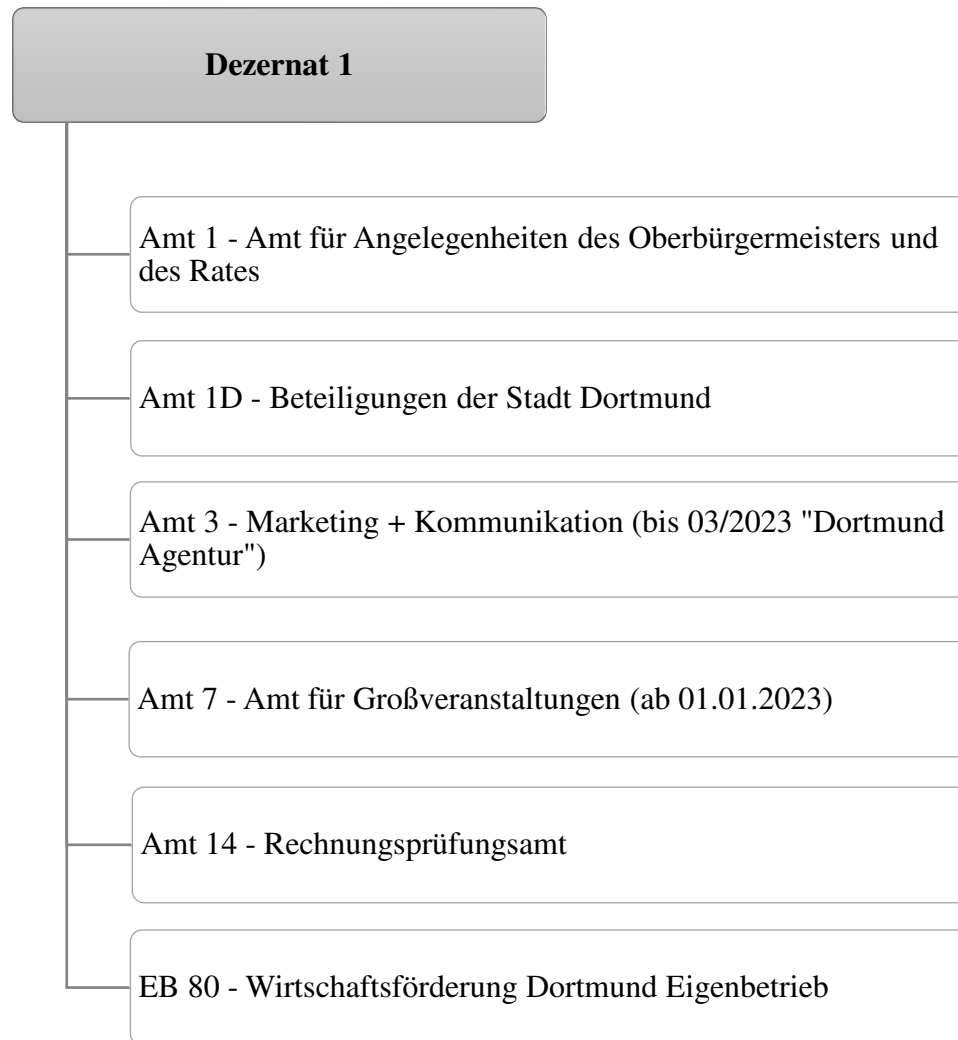 Dezernat 1
Amt 1 - Amt für Angelegenheiten des Oberbürgermeisters und
des Rates
Amt 1D - Beteiligungen der Stadt Dortmund
Amt 3 - Marketing + Kommunikation (bis 03/2023 "Dortmund
Agentur")
Amt 7 - Amt für Großveranstaltungen (ab 01.01.2023)
Amt 14 - Rechnungsprüfungsamt
EB 80 - Wirtschaftsförderung Dortmund Eigenbetrieb